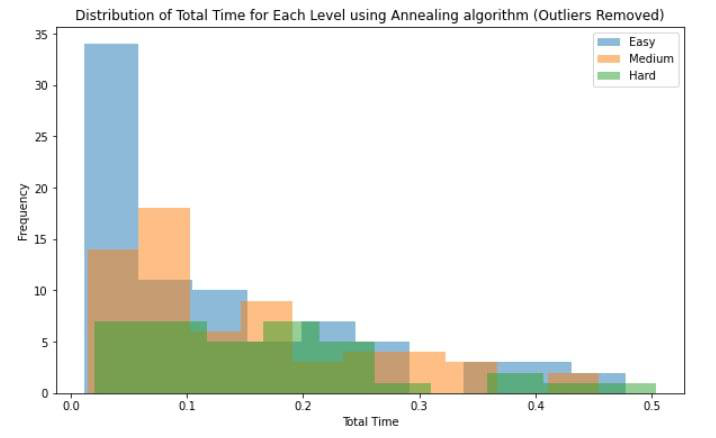 Distribution of Total Time for Each Level using Annealing algorithm (Outliers Removed)
Easy
Medium
Hard
Frequency
35
30
25
20
15
10
5
0
0.0 0.1 0.2 0.3 0.4 0.5
Total Time